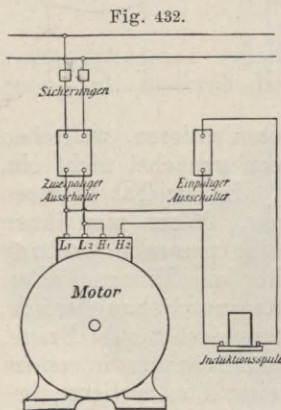 Fig. 432.
Sicherungen
Zweipoliger
Ausschalter
Einpoliger
Ausschalter
L1 L2 H1 H2
Motor
Induktionsspule